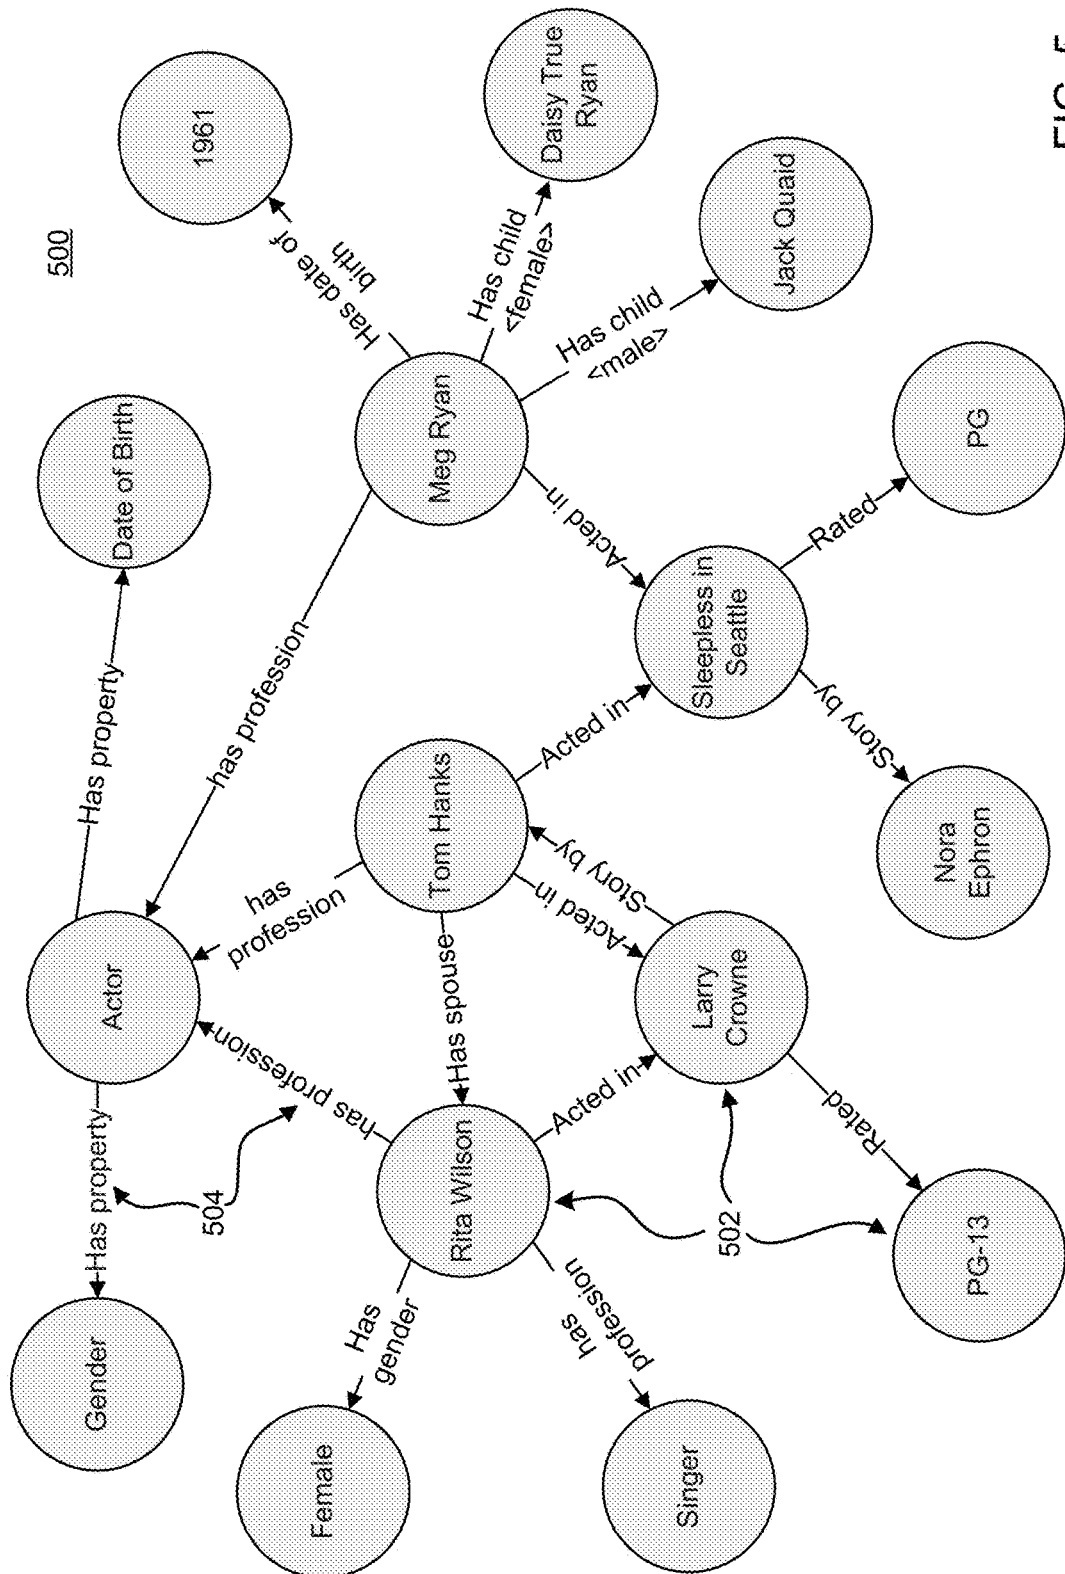 500
Gender
Has property
Actor
Has property
Date of Birth
1961
504
Female
Has
gender
has profession
has
profession
has profession
Has date of
birth
Rita Wilson
Has spouse
Tom Hanks
Meg Ryan
Has child
<female>
Daisy True
Ryan
has
profession
Acted in
Acted in
Story by
Acted in
Acted in
Has child
<male>
Jack Quaid
Singer
502
Larry
Crowne
Sleepless in
Seattle
Rated
Story by
Rated
PG-13
Nora
Ephron
PG